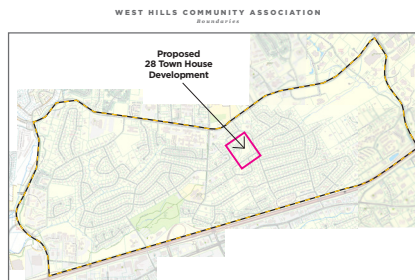 WEST HILLS COMMUNITY ASSOCIATION
Boundaries
Proposed
28 Town House
Development